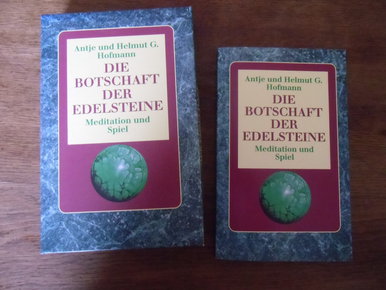 Antje und Helmut G.
Hofmann
DIE
BOTSCHAFT
DER
EDELSTEINE
Meditation und
Spiel
Antje und Helmut G.
Hofmann
DIE
BOTSCHAFT
DER
EDELSTEINE
Meditation und
Spiel